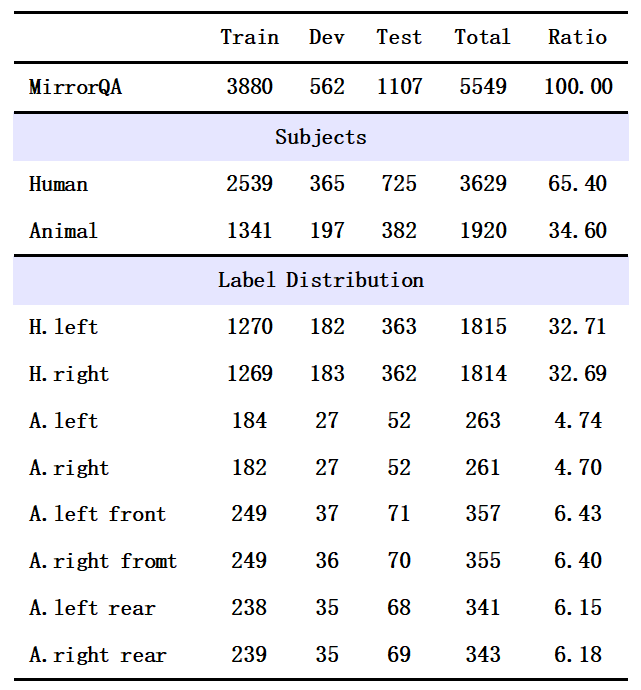 Train Dev Test Total Ratio
MirrorQA 3880 562 1107 5549 100.00
Subjects
Human 2539 365 725 3629 65.40
Animal 1341 197 382 1920 34.60
Label Distribution
H.left 1270 182 363 1815 32.71
H.right 1269 183 362 1814 32.69
A.left 184 27 52 263 4.74
A.right 182 27 52 261 4.70
A.left front 249 37 71 357 6.43
A.right fromt 249 36 70 355 6.40
A.left rear 238 35 68 341 6.15
A.right rear 239 35 69 343 6.18